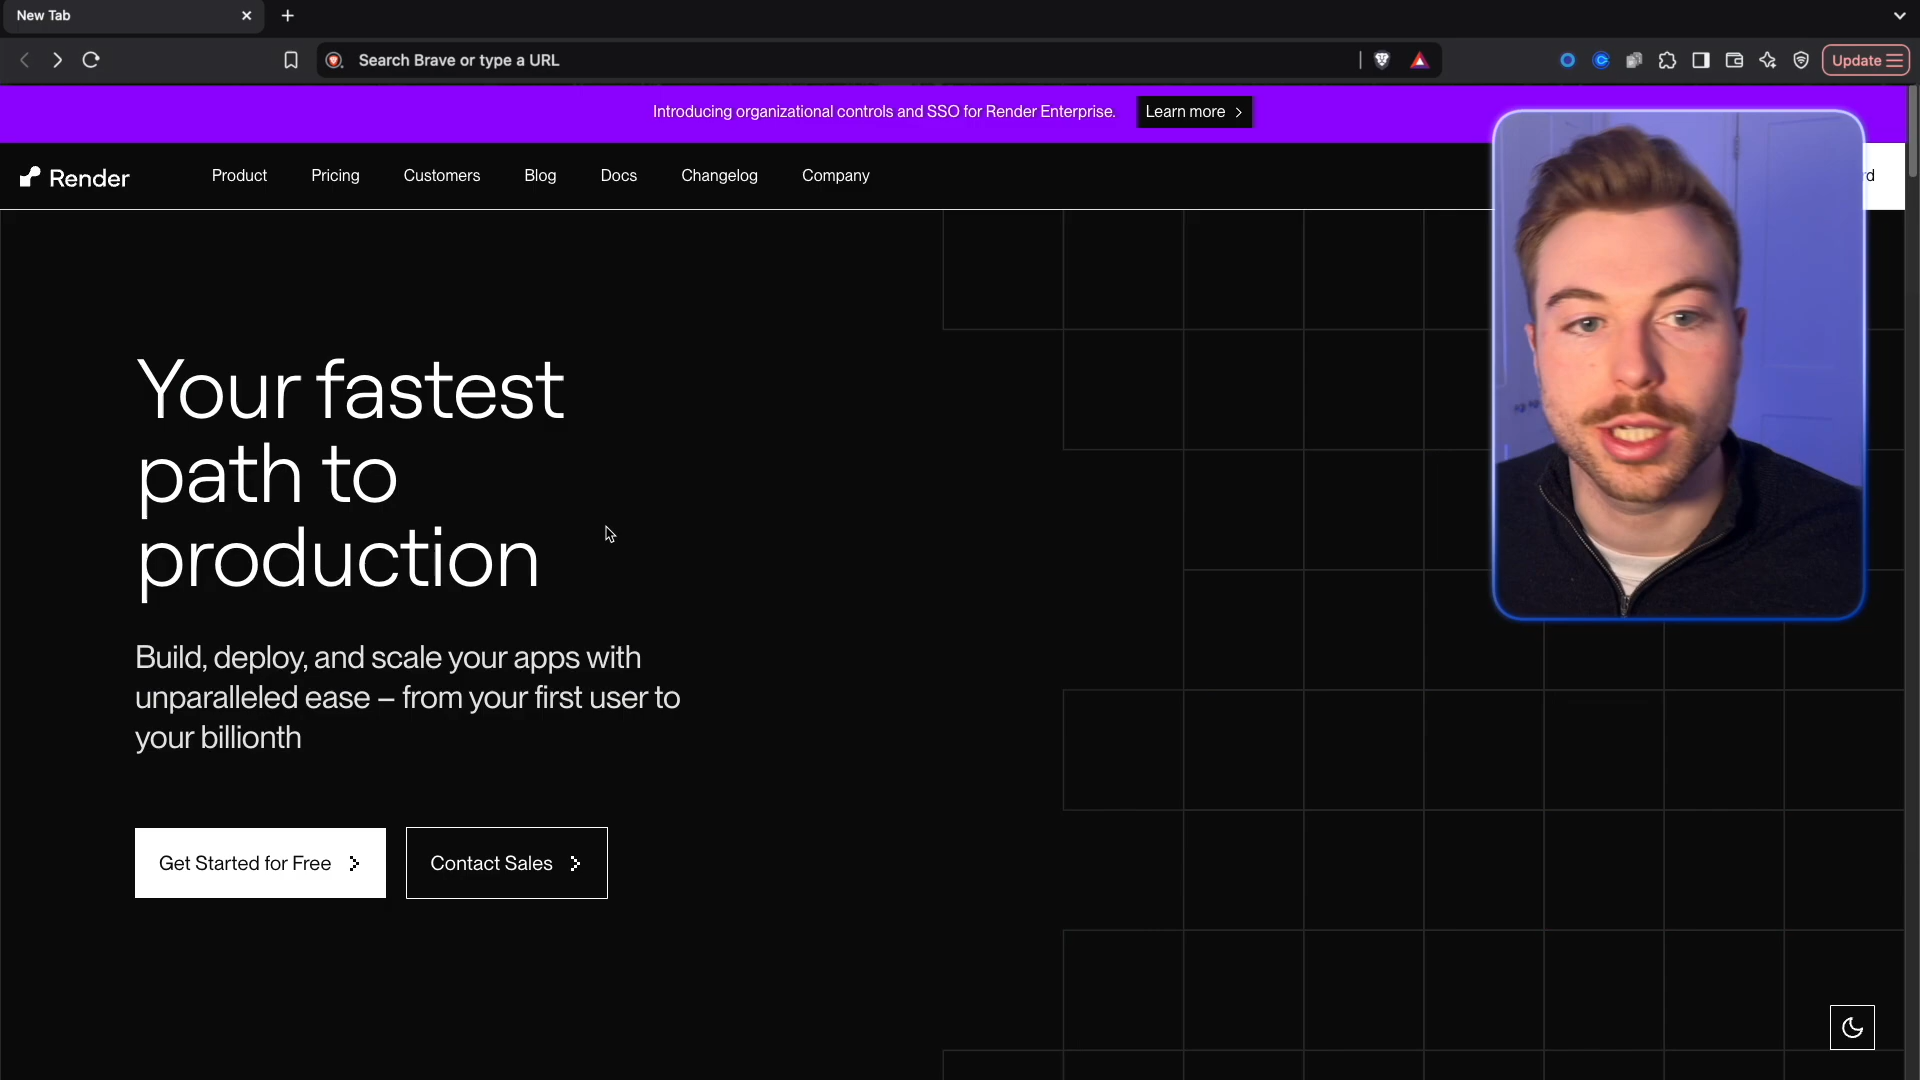 New Tab
Search Brave or type a URL
Update
Introducing organizational controls and SSO for Render Enterprise.
Learn more
Render
Product
Pricing
Customers
Blog
Docs
Changelog
Company
Your fastest
path to
production
Build, deploy, and scale your apps with
unparalleled ease – from your first user to
your billionth
Get Started for Free
Contact Sales